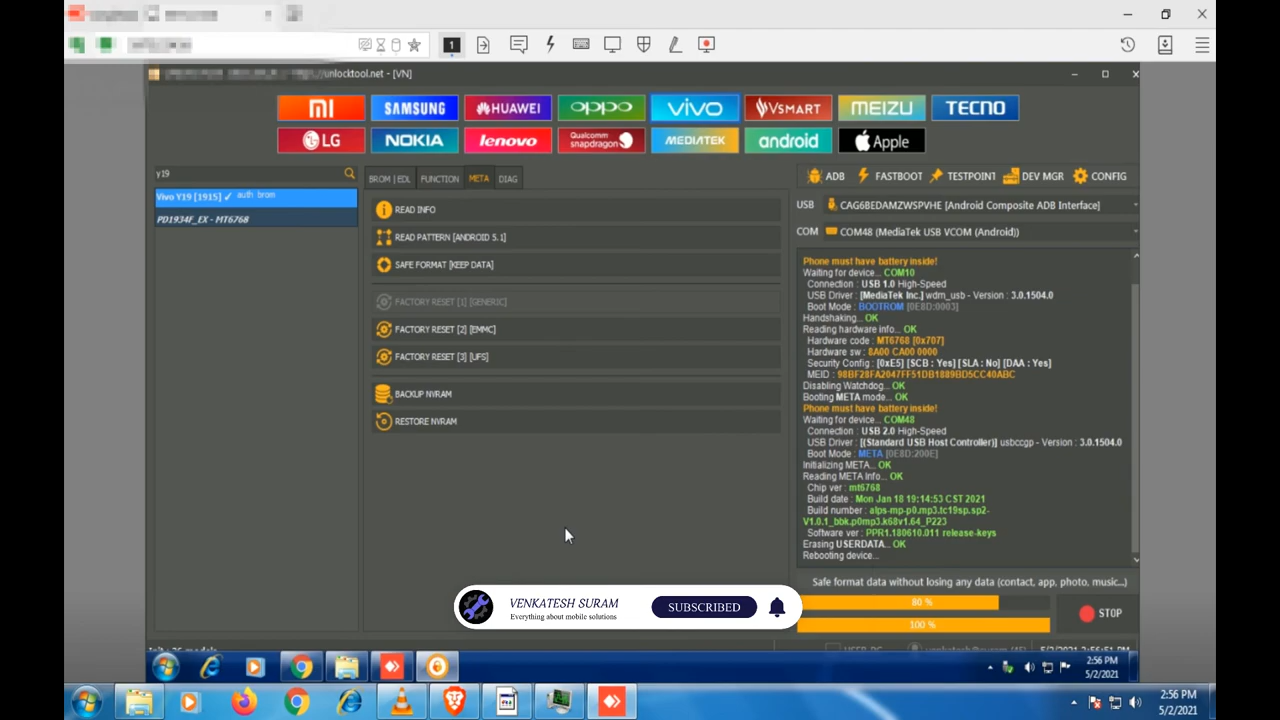 1
unlocktool.net - [VN]
MI
SAMSUNG
HUAWEI
oppo
vivo
VSMART
MEIZU
TECNO
LG
NOKIA
lenovo
Qualcomm snapdragon
MEDIATEK
android
Apple
y19
Vivo Y19 [1915] ✓ auth brom
PD1934F_EX - MT6768
BROM | EDL
FUNCTION
META
DIAG
READ INFO
READ PATTERN [ANDROID 5.1]
SAFE FORMAT [KEEP DATA]
FACTORY RESET [1] [GENERIC]
FACTORY RESET [2] [EMMC]
FACTORY RESET [3] [UFS]
BACKUP NVRAM
RESTORE NVRAM
ADB
FASTBOOT
TESTPOINT
DEV MGR
CONFIG
USB CAG6BEDAMZWSPVHE [Android Composite ADB Interface]
COM COM48 (MediaTek USB VCOM (Android))
Phone must have battery inside!
Waiting for device... COM10
Connection : USB 1.0 High-Speed
USB Driver : [MediaTek Inc.] wdm_usb - Version : 3.0.1504.0
Boot Mode : BOOTROM [0E8D:0003]
Handshaking... OK
Reading hardware info... OK
Hardware code : MT6768 [0x707]
Hardware sw : 8A00 CA00 0000
Security Config : [0xE5] [SCB : Yes] [SLA : No] [DAA : Yes]
MEID : 98BF28FA2047FF51DB1889BD5CC40ABC
Disabling Watchdog... OK
Booting META mode... OK
Phone must have battery inside!
Waiting for device... COM48
Connection : USB 2.0 High-Speed
USB Driver : [(Standard USB Host Controller)] usbccgp - Version : 3.0.1504.0
Boot Mode : META [0E8D:200E]
Initializing META... OK
Reading META Info... OK
Chip ver : mt6768
Build date : Mon Jan 18 19:14:53 CST 2021
Build number : alps-mp-p0.mp3.tc19sp.sp2-
V1.0.1_bbk.p0mp3.k68v1.64_P223
Software ver : PPR1.180610.011 release-keys
Erasing USERDATA... OK
Rebooting device...
Safe format data without losing any data (contact, app, photo, music...)
80 %
100 %
STOP
VENKATESH SURAM
Everything about mobile solutions
SUBSCRIBED
2:56 PM
5/2/2021
2:56 PM
5/2/2021